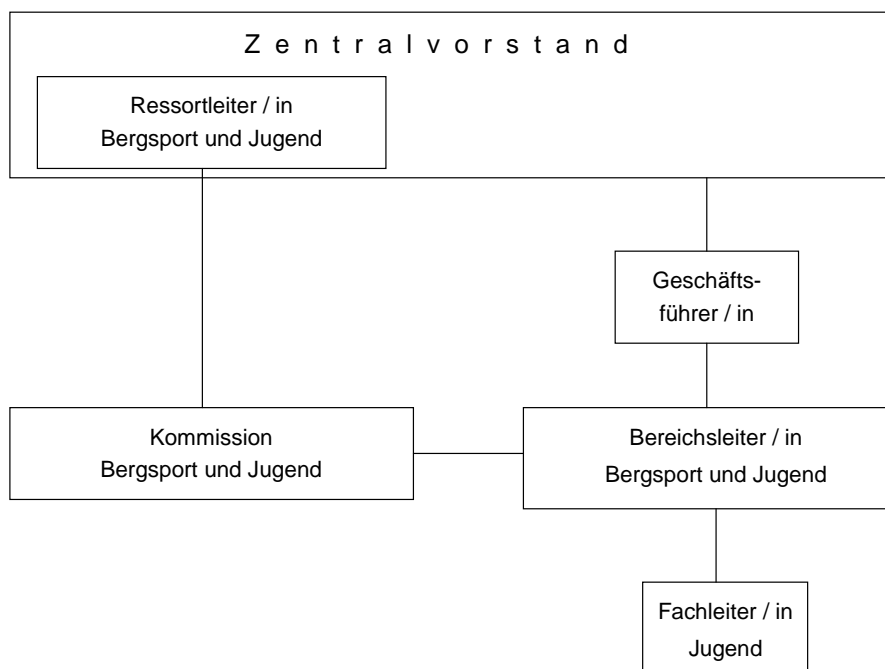 Zentralvorstand
Ressortleiter / in
Bergsport und Jugend
Geschäfts-
führer / in
Kommission
Bergsport und Jugend
Bereichsleiter / in
Bergsport und Jugend
Fachleiter / in
Jugend